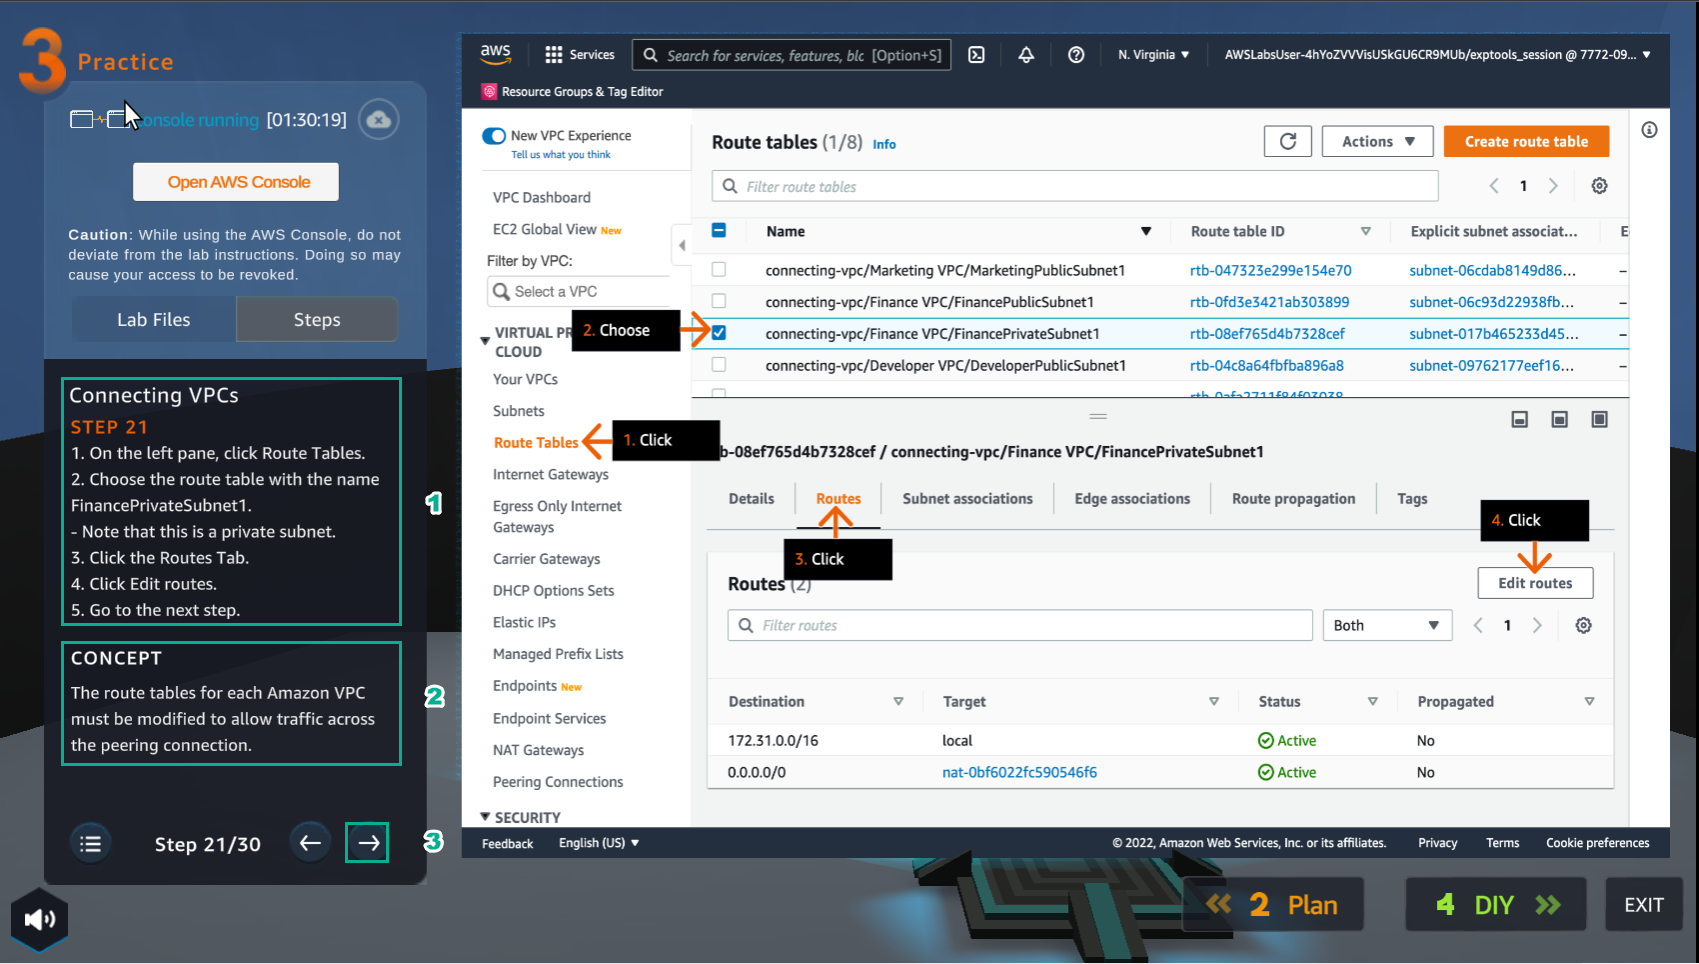 3 Practice
console running [01:30:19]
Open AWS Console
Caution: While using the AWS Console, do not
deviate from the lab instructions. Doing so may
cause your access to be revoked.
Lab Files Steps
Connecting VPCs
STEP 21
1. On the left pane, click Route Tables.
2. Choose the route table with the name
FinancePrivateSubnet1.
- Note that this is a private subnet.
3. Click the Routes Tab.
4. Click Edit routes.
5. Go to the next step.
1
CONCEPT
The route tables for each Amazon VPC
must be modified to allow traffic across
the peering connection.
2
Step 21/30
3
aws Services Search for services, features, blc [Option+S] N. Virginia AWSLabsUser-4hYoZVVVisUSkGU6CR9MUb/exptools_session @ 7772-09...
Resource Groups & Tag Editor
New VPC Experience
Tell us what you think
VPC Dashboard
EC2 Global View New
Filter by VPC:
Select a VPC
VIRTUAL PR
CLOUD
Your VPCs
Subnets
Route Tables
Internet Gateways
Egress Only Internet
Gateways
Carrier Gateways
DHCP Options Sets
Elastic IPs
Managed Prefix Lists
Endpoints New
Endpoint Services
NAT Gateways
Peering Connections
SECURITY
2. Choose
1. Click
Route tables (1/8) Info Actions Create route table
Filter route tables 1
Name Route table ID Explicit subnet associat... E
connecting-vpc/Marketing VPC/MarketingPublicSubnet1 rtb-047323e299e154e70 subnet-06cdab8149d86... –
connecting-vpc/Finance VPC/FinancePublicSubnet1 rtb-0fd3e3421ab303899 subnet-06c93d22938fb... –
connecting-vpc/Finance VPC/FinancePrivateSubnet1 rtb-08ef765d4b7328cef subnet-017b465233d45... –
connecting-vpc/Developer VPC/DeveloperPublicSubnet1 rtb-04c8a64fbfba896a8 subnet-09762177eef16... –
b-08ef765d4b7328cef / connecting-vpc/Finance VPC/FinancePrivateSubnet1
Details Routes Subnet associations Edge associations Route propagation Tags
3. Click
4. Click
Routes (2) Edit routes
Filter routes Both 1
Destination Target Status Propagated
172.31.0.0/16 local Active No
0.0.0.0/0 nat-0bf6022fc590546f6 Active No
Feedback English (US) © 2022, Amazon Web Services, Inc. or its affiliates. Privacy Terms Cookie preferences
2 Plan 4 DIY EXIT